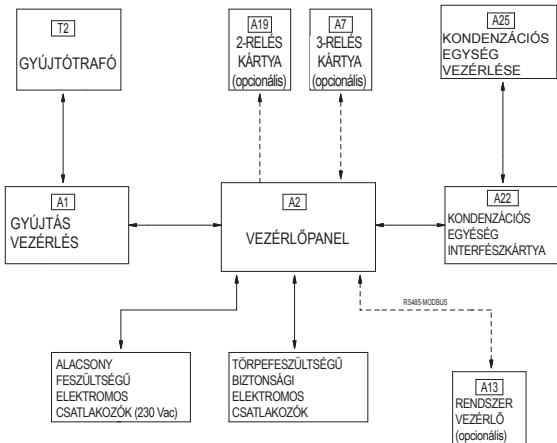 T2
GYÚJTÓTRAFÓ
A19
2-RELÉS
KÁRTYA
(opcionális)
A7
3-RELÉS
KÁRTYA
(opcionális)
A25
KONDENZÁCIÓS
EGYSÉG
VEZÉRLÉSE
A1
GYÚJTÁS
VEZÉRLÉS
A2
VEZÉRLŐPANEL
A22
KONDENZÁCIÓS
EGYÉSÉG
INTERFÉSZKÁRTYA
RS485-MODBUS
ALACSONY
FESZÜLTSÉGŰ
ELEKTROMOS
CSATLAKOZÓK (230 Vac)
TÖRPEFESZÜLTSÉGŰ
BIZTONSÁGI
ELEKTROMOS
CSATLAKOZÓK
A13
RENDSZER
VEZÉRLŐ
(opcionális)